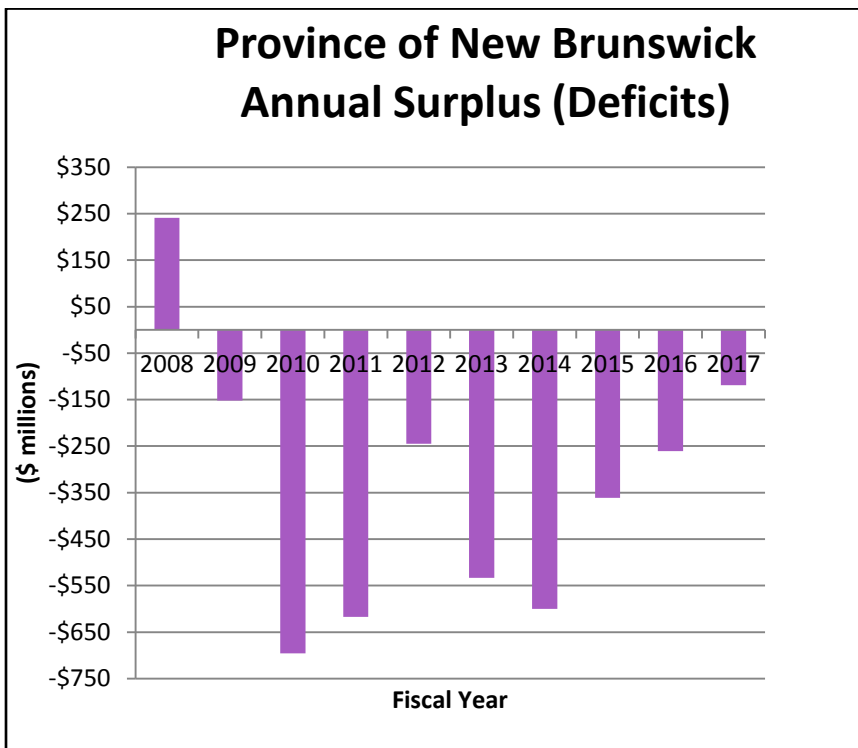 Province of New Brunswick
Annual Surplus (Deficits)
$350
$250
$150
$50
-$50
-$150
-$250
-$350
-$450
-$550
-$650
-$750
($ millions)
2008 2009 2010 2011 2012 2013 2014 2015 2016 2017
Fiscal Year